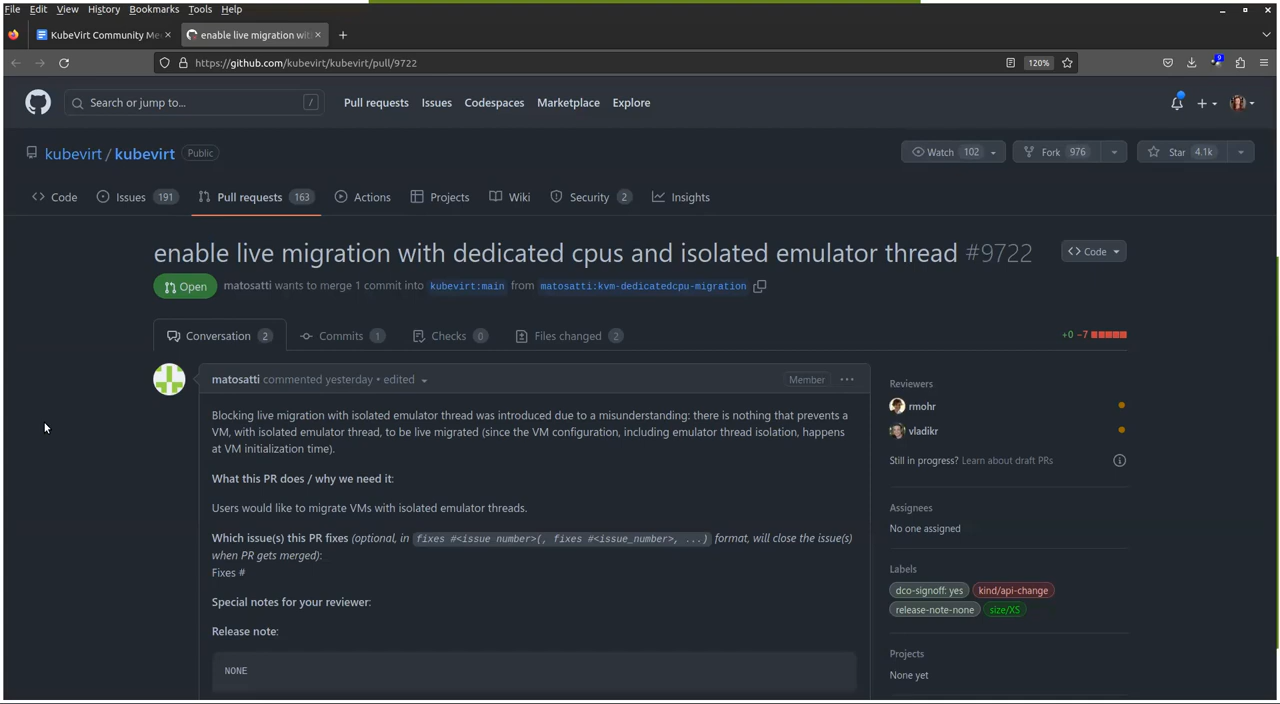 File Edit View History Bookmarks Tools Help
KubeVirt Community Me
enable live migration wit
https://github.com/kubevirt/kubevirt/pull/9722
120%
9
Search or jump to...
/
Pull requests Issues Codespaces Marketplace Explore
kubevirt / kubevirt Public
Watch 102
Fork 976
Star 4.1k
Code Issues 191 Pull requests 163 Actions Projects Wiki Security 2 Insights
enable live migration with dedicated cpus and isolated emulator thread #9722
Code
Open matosatti wants to merge 1 commit into kubevirt:main from matosatti:kvm-dedicatedcpu-migration
Conversation 2 Commits 1 Checks 0 Files changed 2
+0 −7
matosatti commented yesterday • edited
Member
Blocking live migration with isolated emulator thread was introduced due to a misunderstanding: there is nothing that prevents a
VM, with isolated emulator thread, to be live migrated (since the VM configuration, including emulator thread isolation, happens
at VM initialization time).
What this PR does / why we need it:
Users would like to migrate VMs with isolated emulator threads.
Which issue(s) this PR fixes (optional, in fixes #<issue number>(, fixes #<issue_number>, ...) format, will close the issue(s)
when PR gets merged):
Fixes #
Special notes for your reviewer:
Release note:
NONE
Reviewers
rmohr
vladikr
Still in progress? Learn about draft PRs
Assignees
No one assigned
Labels
dco-signoff: yes kind/api-change
release-note-none size/XS
Projects
None yet